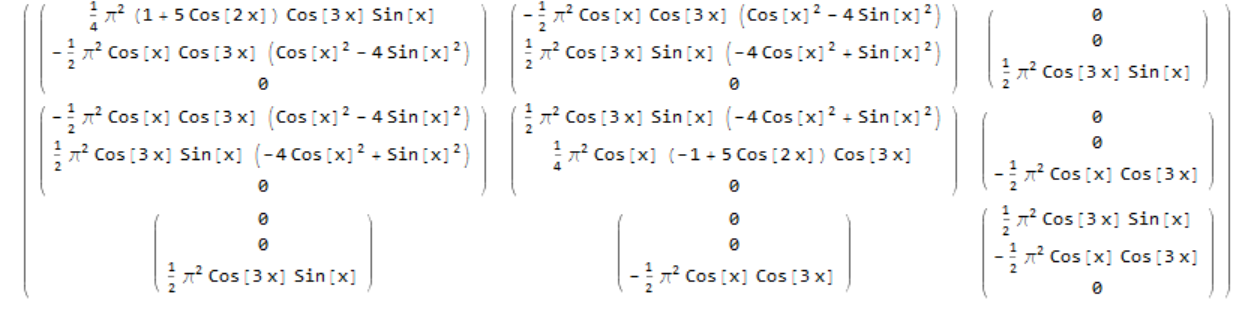 1/4 π² (1 + 5 Cos[2 x]) Cos[3 x] Sin[x]   -1/2 π² Cos[x] Cos[3 x] (Cos[x]² - 4 Sin[x]²)   0
-1/2 π² Cos[x] Cos[3 x] (Cos[x]² - 4 Sin[x]²)   1/2 π² Cos[3 x] Sin[x] (-4 Cos[x]² + Sin[x]²)   0
0   0   1/2 π² Cos[3 x] Sin[x]
-1/2 π² Cos[x] Cos[3 x] (Cos[x]² - 4 Sin[x]²)   1/2 π² Cos[3 x] Sin[x] (-4 Cos[x]² + Sin[x]²)   0
1/2 π² Cos[3 x] Sin[x] (-4 Cos[x]² + Sin[x]²)   1/4 π² Cos[x] (-1 + 5 Cos[2 x]) Cos[3 x]   0
0   0   -1/2 π² Cos[x] Cos[3 x]
0   0   1/2 π² Cos[3 x] Sin[x]
0   0   -1/2 π² Cos[x] Cos[3 x]
1/2 π² Cos[3 x] Sin[x]   -1/2 π² Cos[x] Cos[3 x]   0